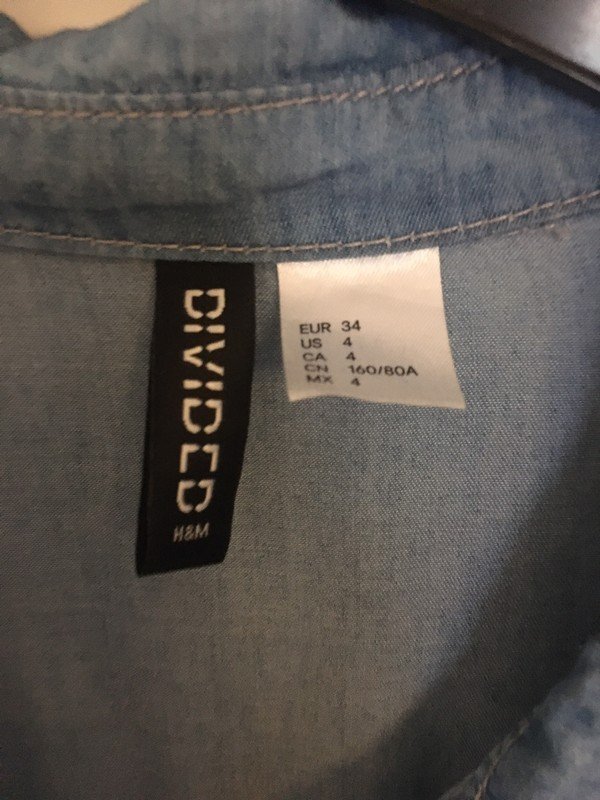 DIVIDED
H&M
EUR 34
US 4
CA 4
CN 160/80A
MX 4